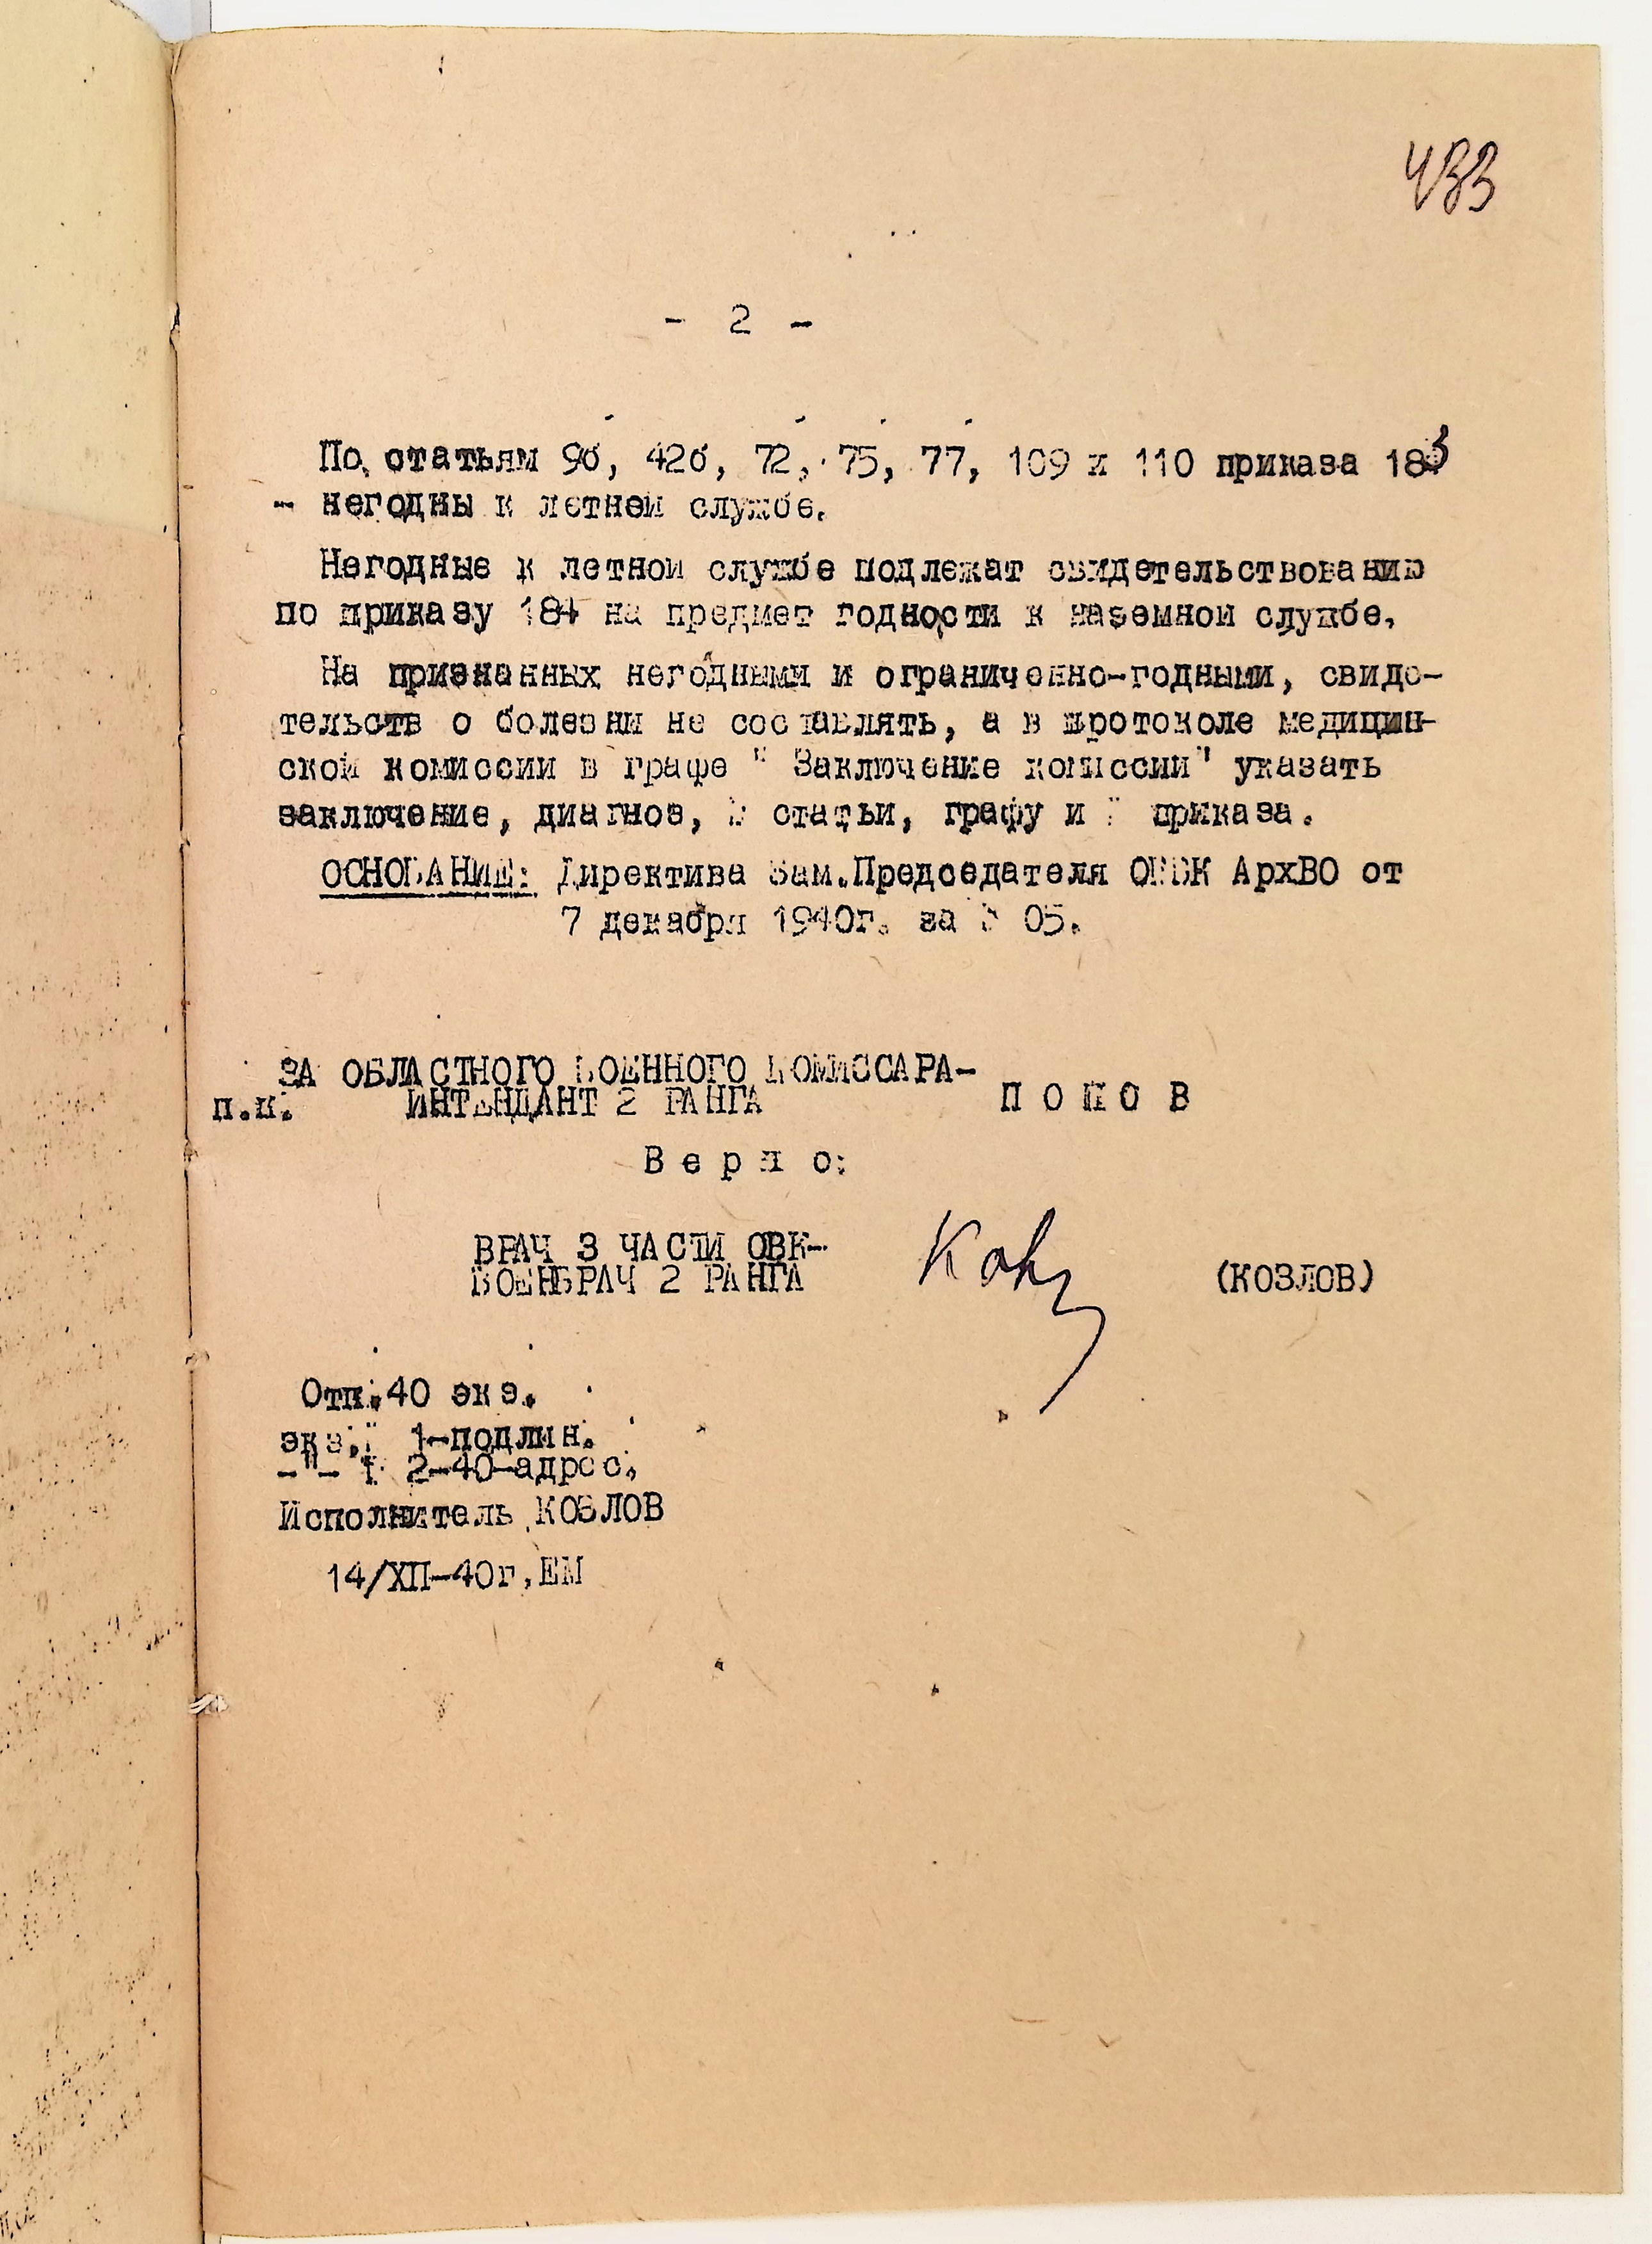 433
- 2 -
По статьям 9б, 42б, 72, 75, 77, 109 и 110 приказа 183
- негодны к летной службе.
Негодные к летной службе подлежат свидетельствованию
по приказу 184 на предмет годности к наземной службе.
На признанных негодными и ограниченно-годными, свиде-
тельств о болезни не составлять, а в протоколе медицин-
ской комиссии в графе " Заключение комиссии" указать
заключение, диагноз, № статьи, графу и № приказа.
ОСНОВАНИЕ: Директива Зам.Председателя ОВВК АрхВО от
7 декабря 1940г. за № 05.
ЗА ОБЛАСТНОГО ВОЕННОГО КОМИССАРА-
п.п. ИНТЕНДАНТ 2 РАНГА П О П О В
В е р н о:
ВРАЧ 3 ЧАСТИ ОВК-
ВОЕНВРАЧ 2 РАНГА (КОЗЛОВ)
Отп.40 экз.
экз.№ 1-подлин.
-"- № 2-40-адрес.
Исполнитель КОЗЛОВ
14/XII-40г.ЕМ